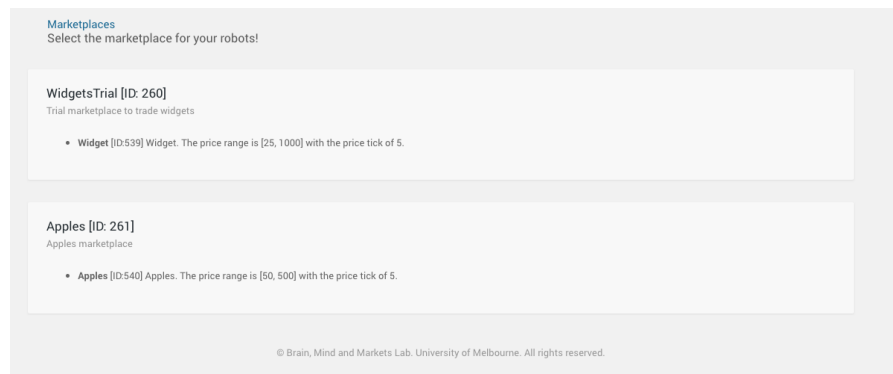 Marketplaces
Select the marketplace for your robots!
WidgetsTrial [ID: 260]
Trial marketplace to trade widgets
• Widget [ID:539] Widget. The price range is [25, 1000] with the price tick of 5.
Apples [ID: 261]
Apples marketplace
• Apples [ID:540] Apples. The price range is [50, 500] with the price tick of 5.
© Brain, Mind and Markets Lab. University of Melbourne. All rights reserved.